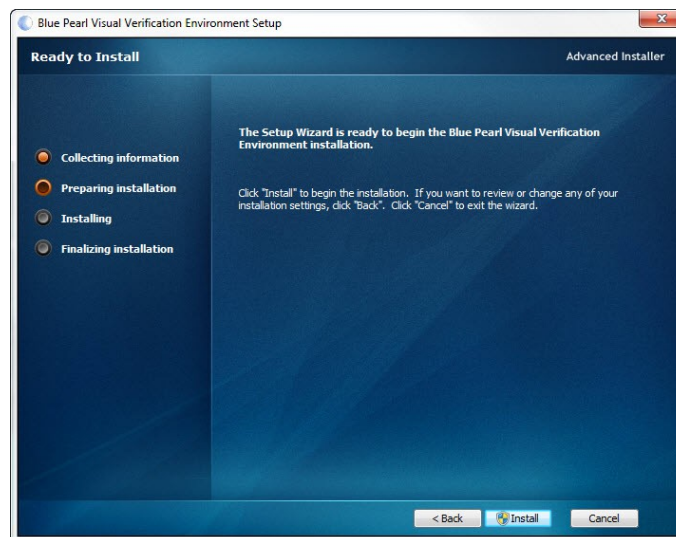 Blue Pearl Visual Verification Environment Setup
x
Ready to Install
Advanced Installer
Collecting information
Preparing installation
Installing
Finalizing installation
The Setup Wizard is ready to begin the Blue Pearl Visual Verification
Environment installation.
Click "Install" to begin the installation. If you want to review or change any of your
installation settings, click "Back". Click "Cancel" to exit the wizard.
< Back
Install
Cancel